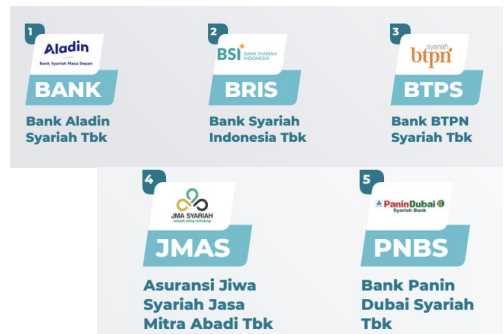 1
Aladin
Bank Syariah Masa Depan
BANK
Bank Aladin
Syariah Tbk
2
BSI BANK SYARIAH
INDONESIA
BRIS
Bank Syariah
Indonesia Tbk
3
syariah
btpn
BTPS
Bank BTPN
Syariah Tbk
4
JMA SYARIAH
JMAS
Asuransi Jiwa
Syariah Jasa
Mitra Abadi Tbk
5
PaninDubai
Syariah Bank
PNBS
Bank Panin
Dubai Syariah
Tbk